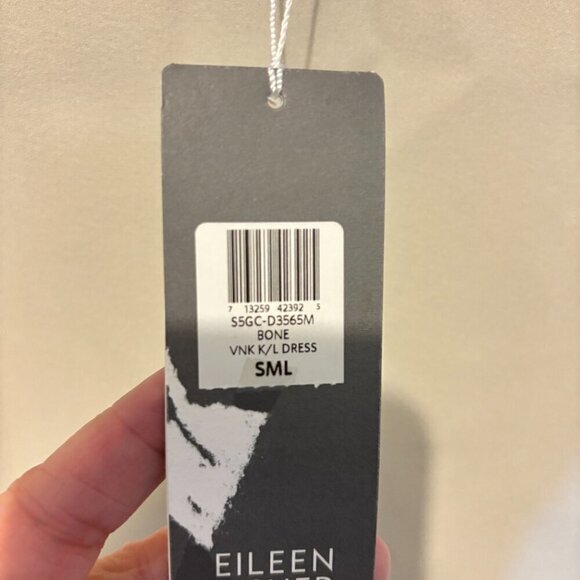 7 13259 42392 5
S5GC-D3565M
BONE
VNK K/L DRESS
SML
EILEEN